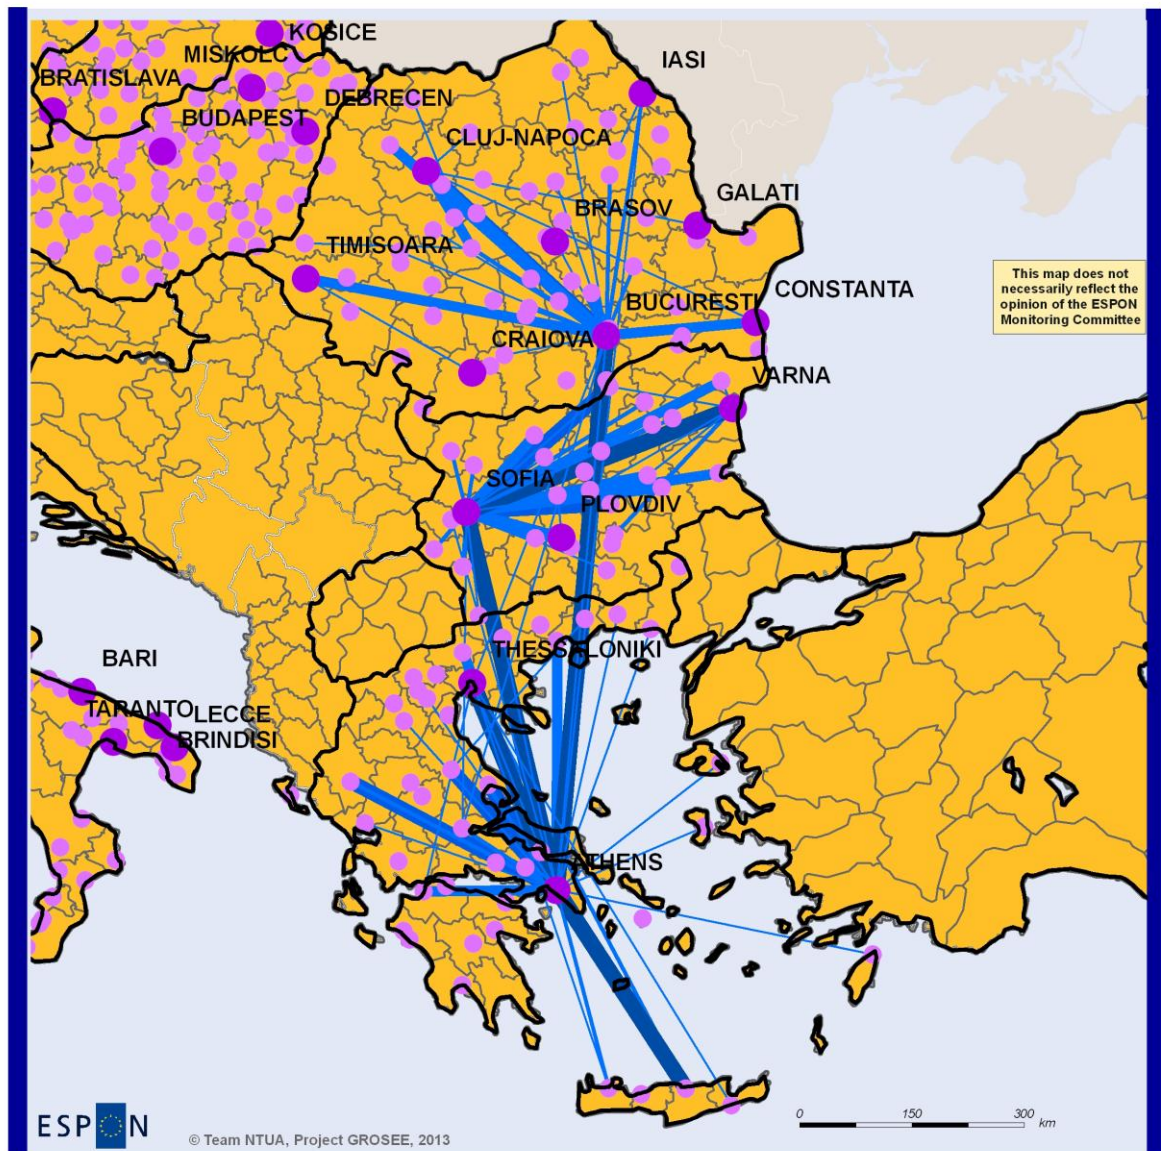 KOSICE
MISKOLC
IASI
BRATISLAVA
DEBRECEN
BUDAPEST
CLUJ-NAPOCA
GALATI
BRASOV
TIMISOARA
This map does not
necessarily reflect the
opinion of the ESPON
Monitoring Committee
CONSTANTA
BUCURESTI
CRAIOVA
VARNA
SOFIA
PLOVDIV
THESSALONIKI
BARI
TARANTO
LECCE
BRINDISI
ATHENS
ESPON
© Team NTUA, Project GROSEE, 2013
0 150 300
km